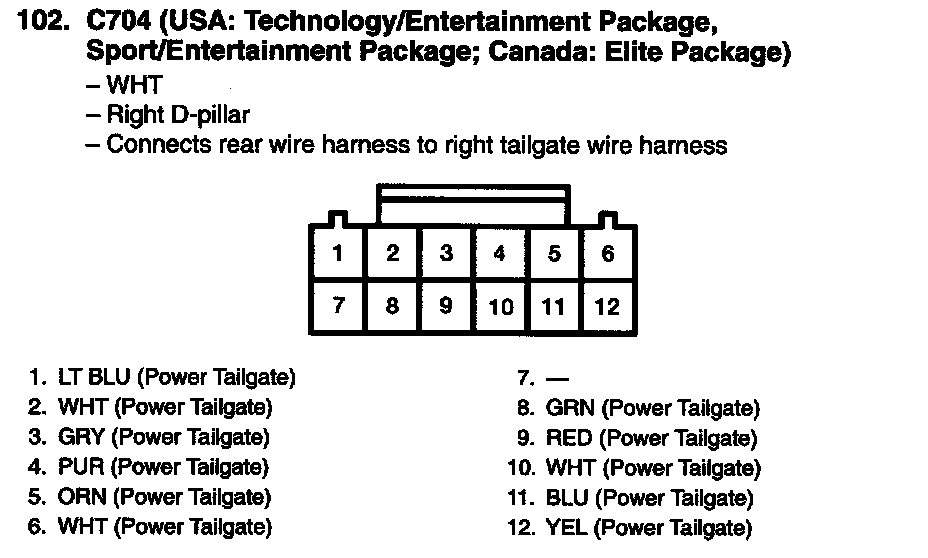 102. C704 (USA: Technology/Entertainment Package,
Sport/Entertainment Package; Canada: Elite Package)
– WHT
– Right D-pillar
– Connects rear wire harness to right tailgate wire harness
1 2 3 4 5 6
7 8 9 10 11 12
1. LT BLU (Power Tailgate)
2. WHT (Power Tailgate)
3. GRY (Power Tailgate)
4. PUR (Power Tailgate)
5. ORN (Power Tailgate)
6. WHT (Power Tailgate)
7. —
8. GRN (Power Tailgate)
9. RED (Power Tailgate)
10. WHT (Power Tailgate)
11. BLU (Power Tailgate)
12. YEL (Power Tailgate)